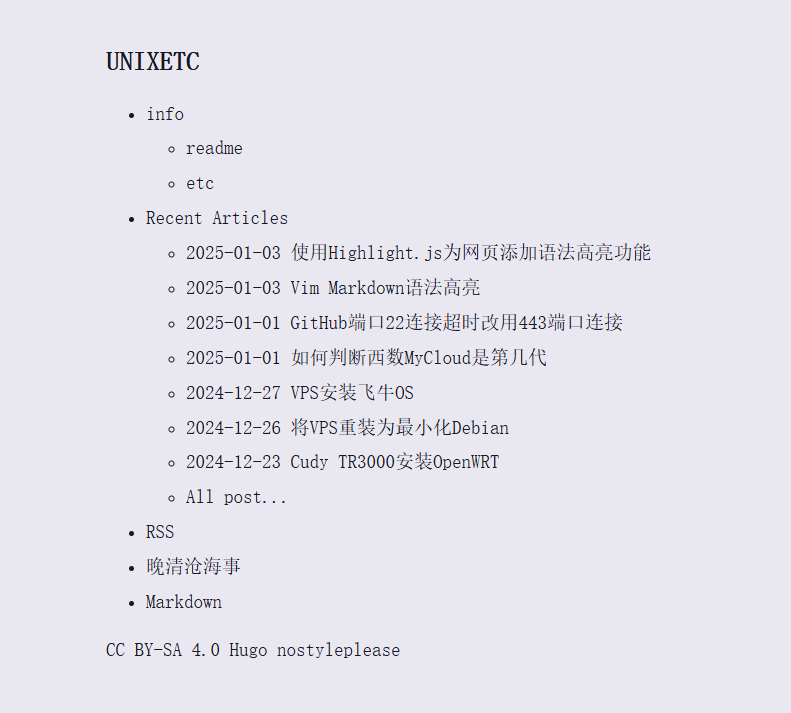 UNIXETC
info
readme
etc
Recent Articles
2025-01-03 使用Highlight.js为网页添加语法高亮功能
2025-01-03 Vim Markdown语法高亮
2025-01-01 GitHub端口22连接超时改用443端口连接
2025-01-01 如何判断西数MyCloud是第几代
2024-12-27 VPS安装飞牛OS
2024-12-26 将VPS重装为最小化Debian
2024-12-23 Cudy TR3000安装OpenWRT
All post...
RSS
晚清沧海事
Markdown
CC BY-SA 4.0 Hugo nostyleplease